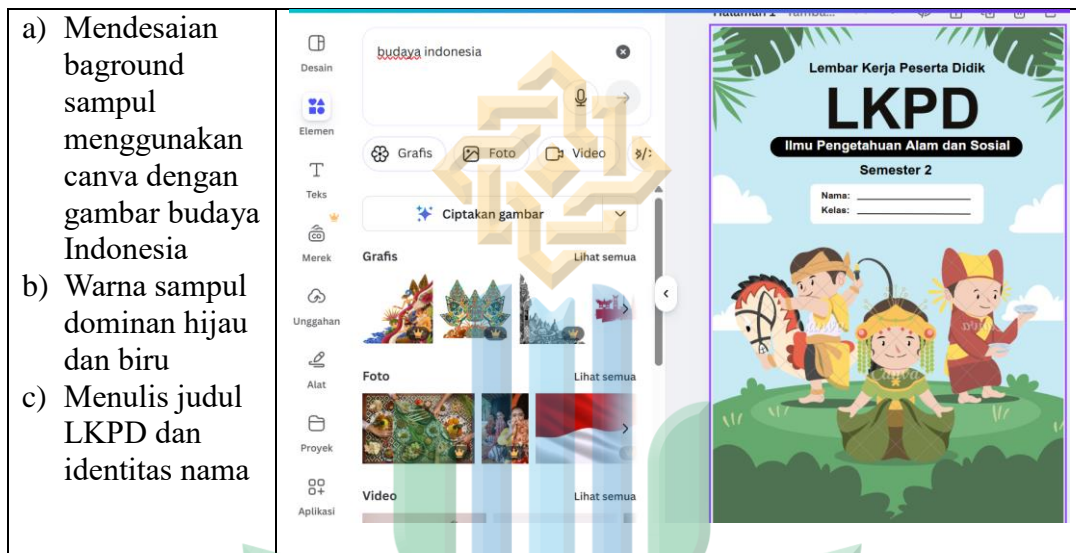 a) Mendesaian
baground
sampul
menggunakan
canva dengan
gambar budaya
Indonesia
b) Warna sampul
dominan hijau
dan biru
c) Menulis judul
LKPD dan
identitas nama
Desain
Elemen
Teks
Merek
Unggahan
Alat
Proyek
Aplikasi
budaya indonesia
Grafis Foto Video
Ciptakan gambar
Grafis Lihat semua
Foto Lihat semua
Video Lihat semua
Lembar Kerja Peserta Didik
LKPD
Ilmu Pengetahuan Alam dan Sosial
Semester 2
Nama:
Kelas: